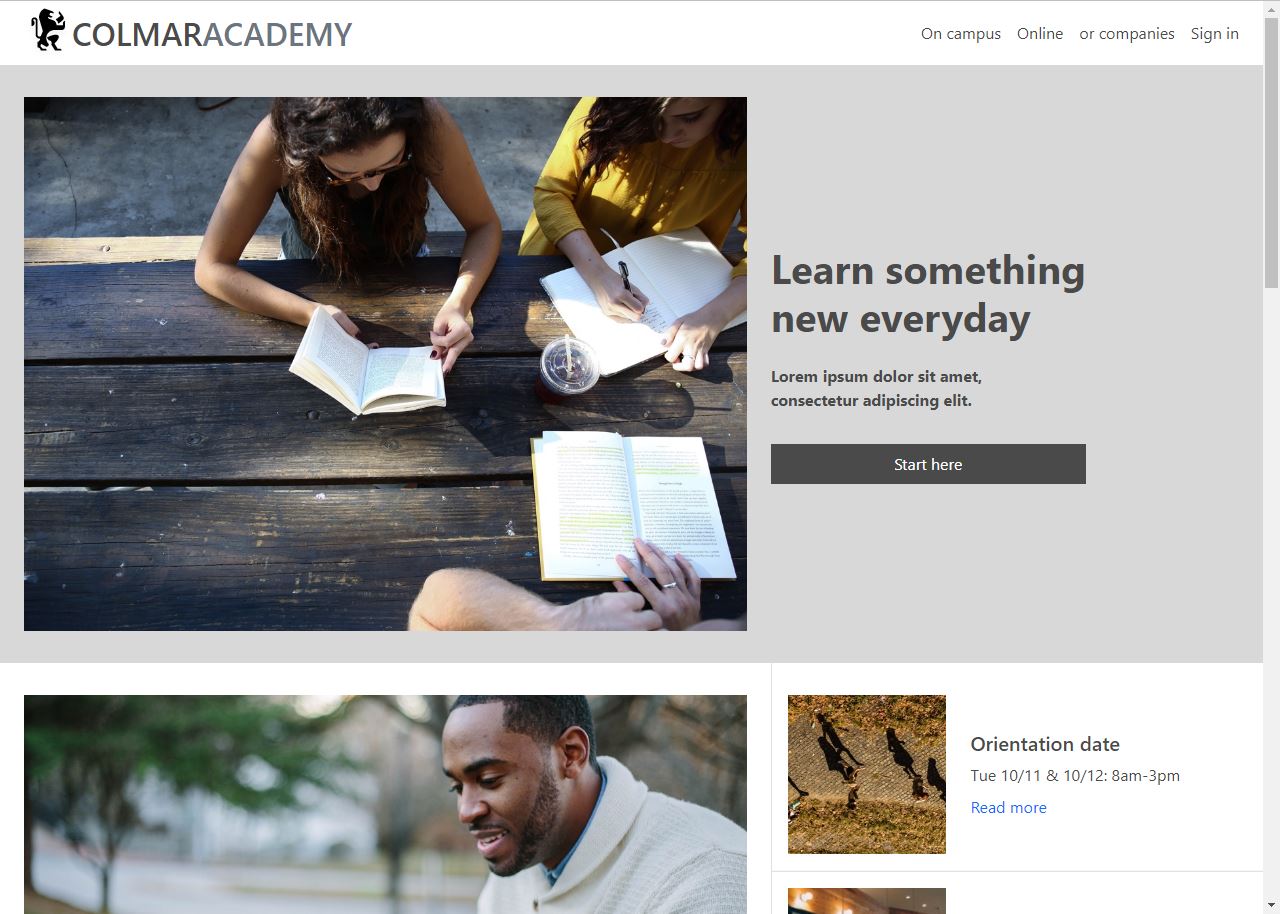 COLMARACADEMY
On campus Online or companies Sign in
Learn something
new everyday
Lorem ipsum dolor sit amet,
consectetur adipiscing elit.
Start here
Orientation date
Tue 10/11 & 10/12: 8am-3pm
Read more